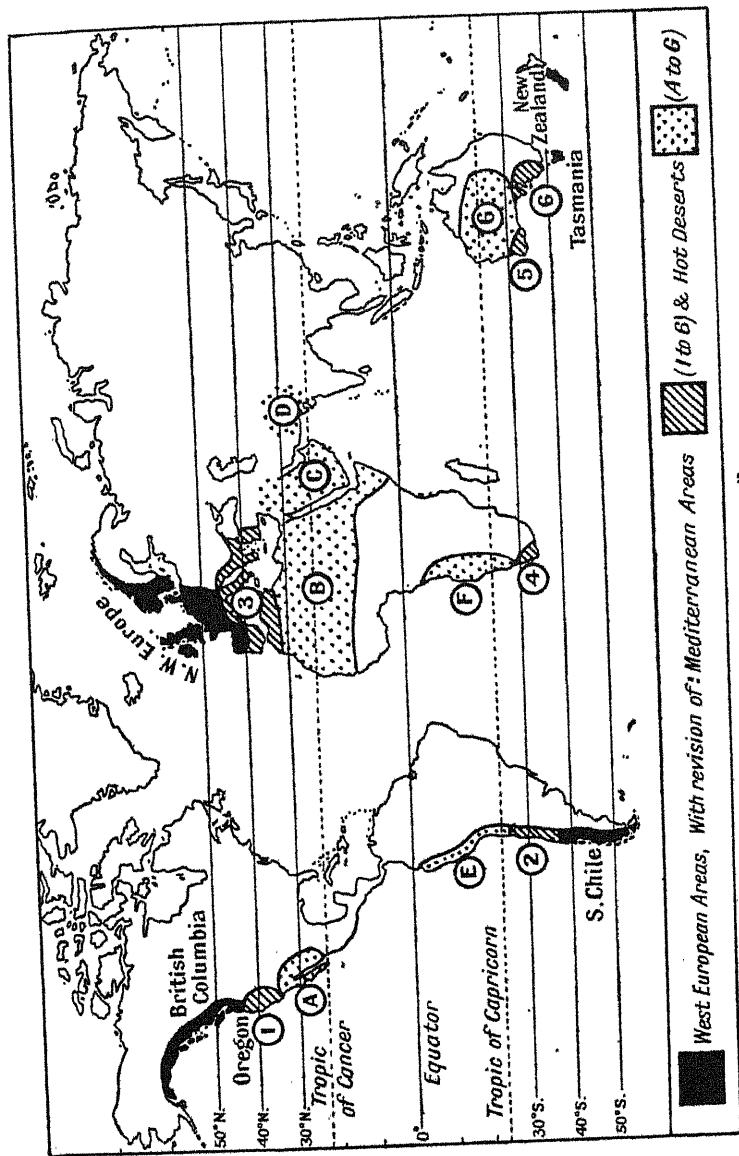 N.W. Europe
British
Columbia
Oregon
50°N.
40°N.
30°N.
Tropic
of Cancer
Equator
0°
Tropic of Capricorn
30°S.
40°S.
50°S.
S. Chile
New
Zealand
Tasmania
1
A
E
2
3
B
C
D
F
4
G
5
6
West European Areas, With revision of: Mediterranean Areas (1 to 6) & Hot Deserts (A to G)